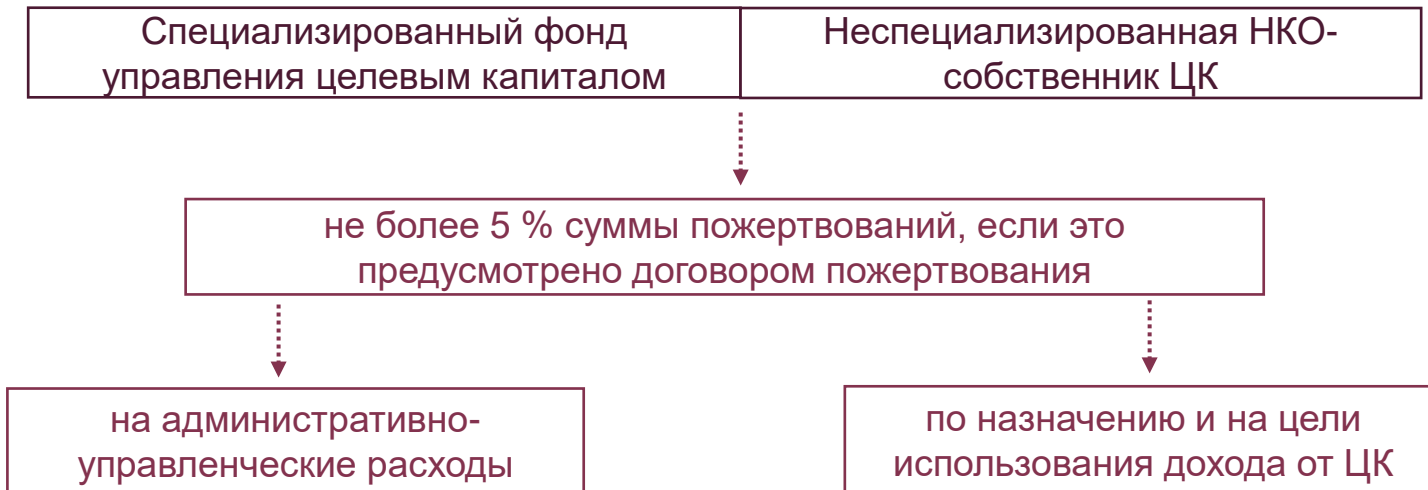 Специализированный фонд
управления целевым капиталом
Неспециализированная НКО-
собственник ЦК
не более 5 % суммы пожертвований, если это
предусмотрено договором пожертвования
на административно-
управленческие расходы
по назначению и на цели
использования дохода от ЦК